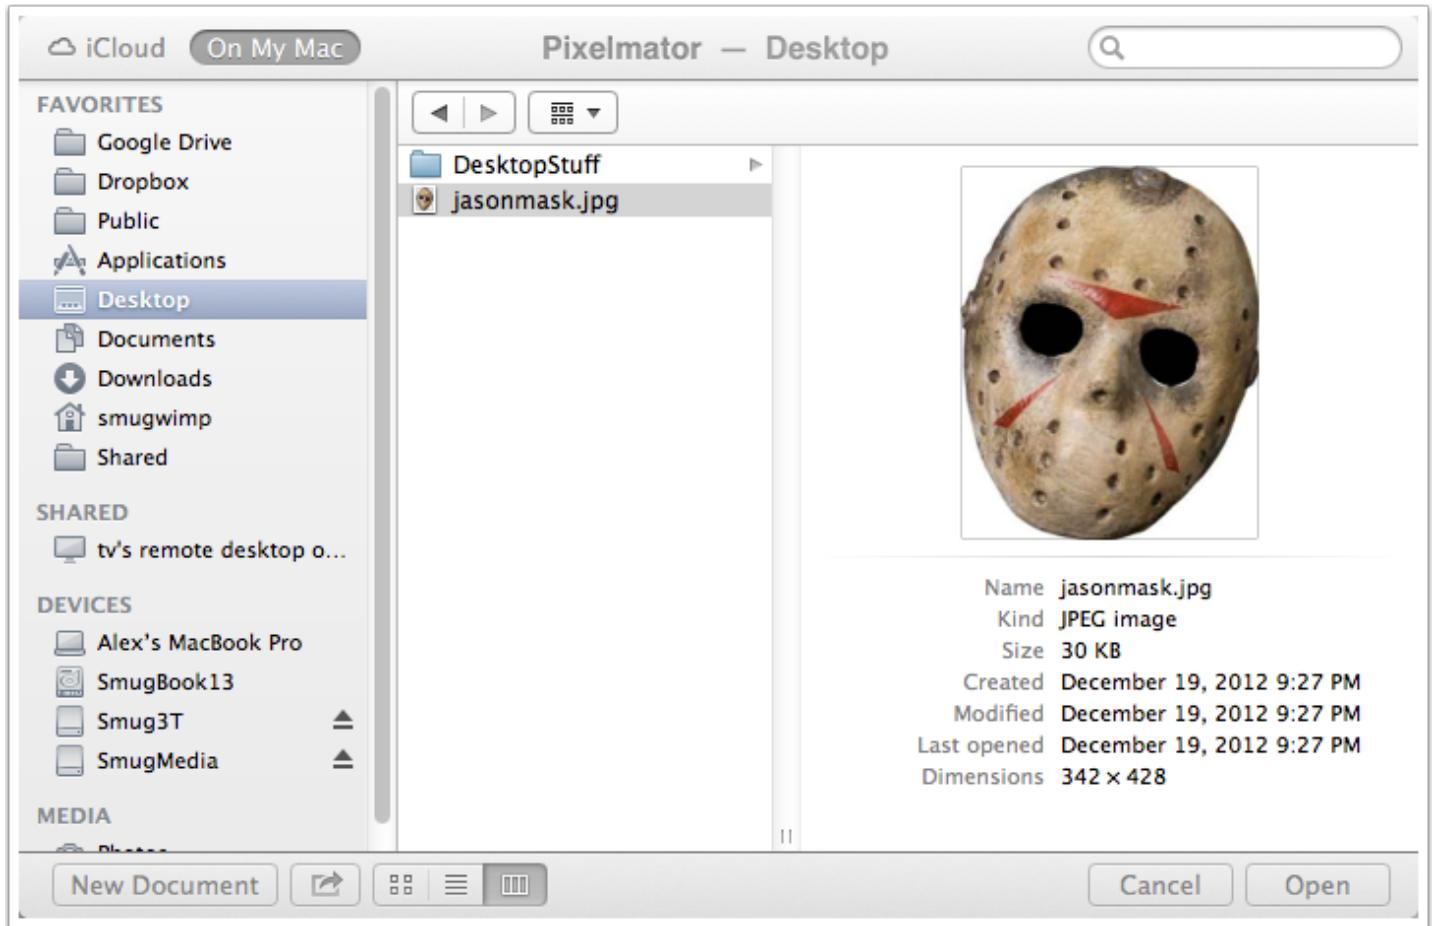 iCloud On My Mac Pixelmator — Desktop
FAVORITES
Google Drive
Dropbox
Public
Applications
Desktop
Documents
Downloads
smugwimp
Shared
SHARED
tv's remote desktop o...
DEVICES
Alex's MacBook Pro
SmugBook13
Smug3T
SmugMedia
MEDIA
Photos
DesktopStuff
jasonmask.jpg
Name jasonmask.jpg
Kind JPEG image
Size 30 KB
Created December 19, 2012 9:27 PM
Modified December 19, 2012 9:27 PM
Last opened December 19, 2012 9:27 PM
Dimensions 342 × 428
New Document Cancel Open